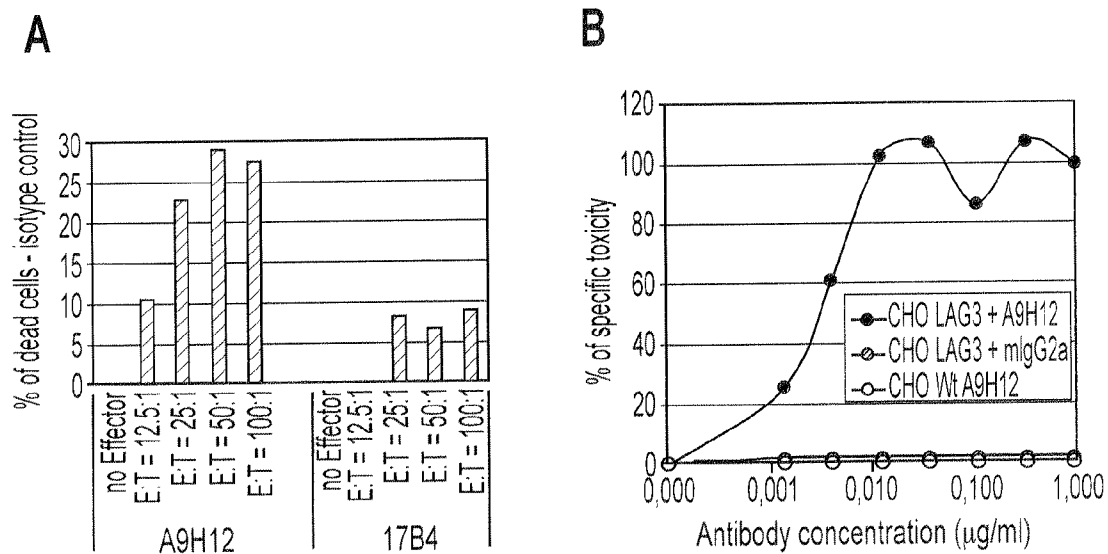 A
% of dead cells - isotype control
30
25
20
15
10
5
0
no Effector
E:T = 12.5:1
E:T = 25:1
E:T = 50:1
E:T = 100:1
A9H12
no Effector
E:T = 12.5:1
E:T = 25:1
E:T = 50:1
E:T = 100:1
17B4
B
% of specific toxicity
120
100
80
60
40
20
0
CHO LAG3 + A9H12
CHO LAG3 + mIgG2a
CHO Wt A9H12
0,000
0,001
0,010
0,100
1,000
Antibody concentration (µg/ml)